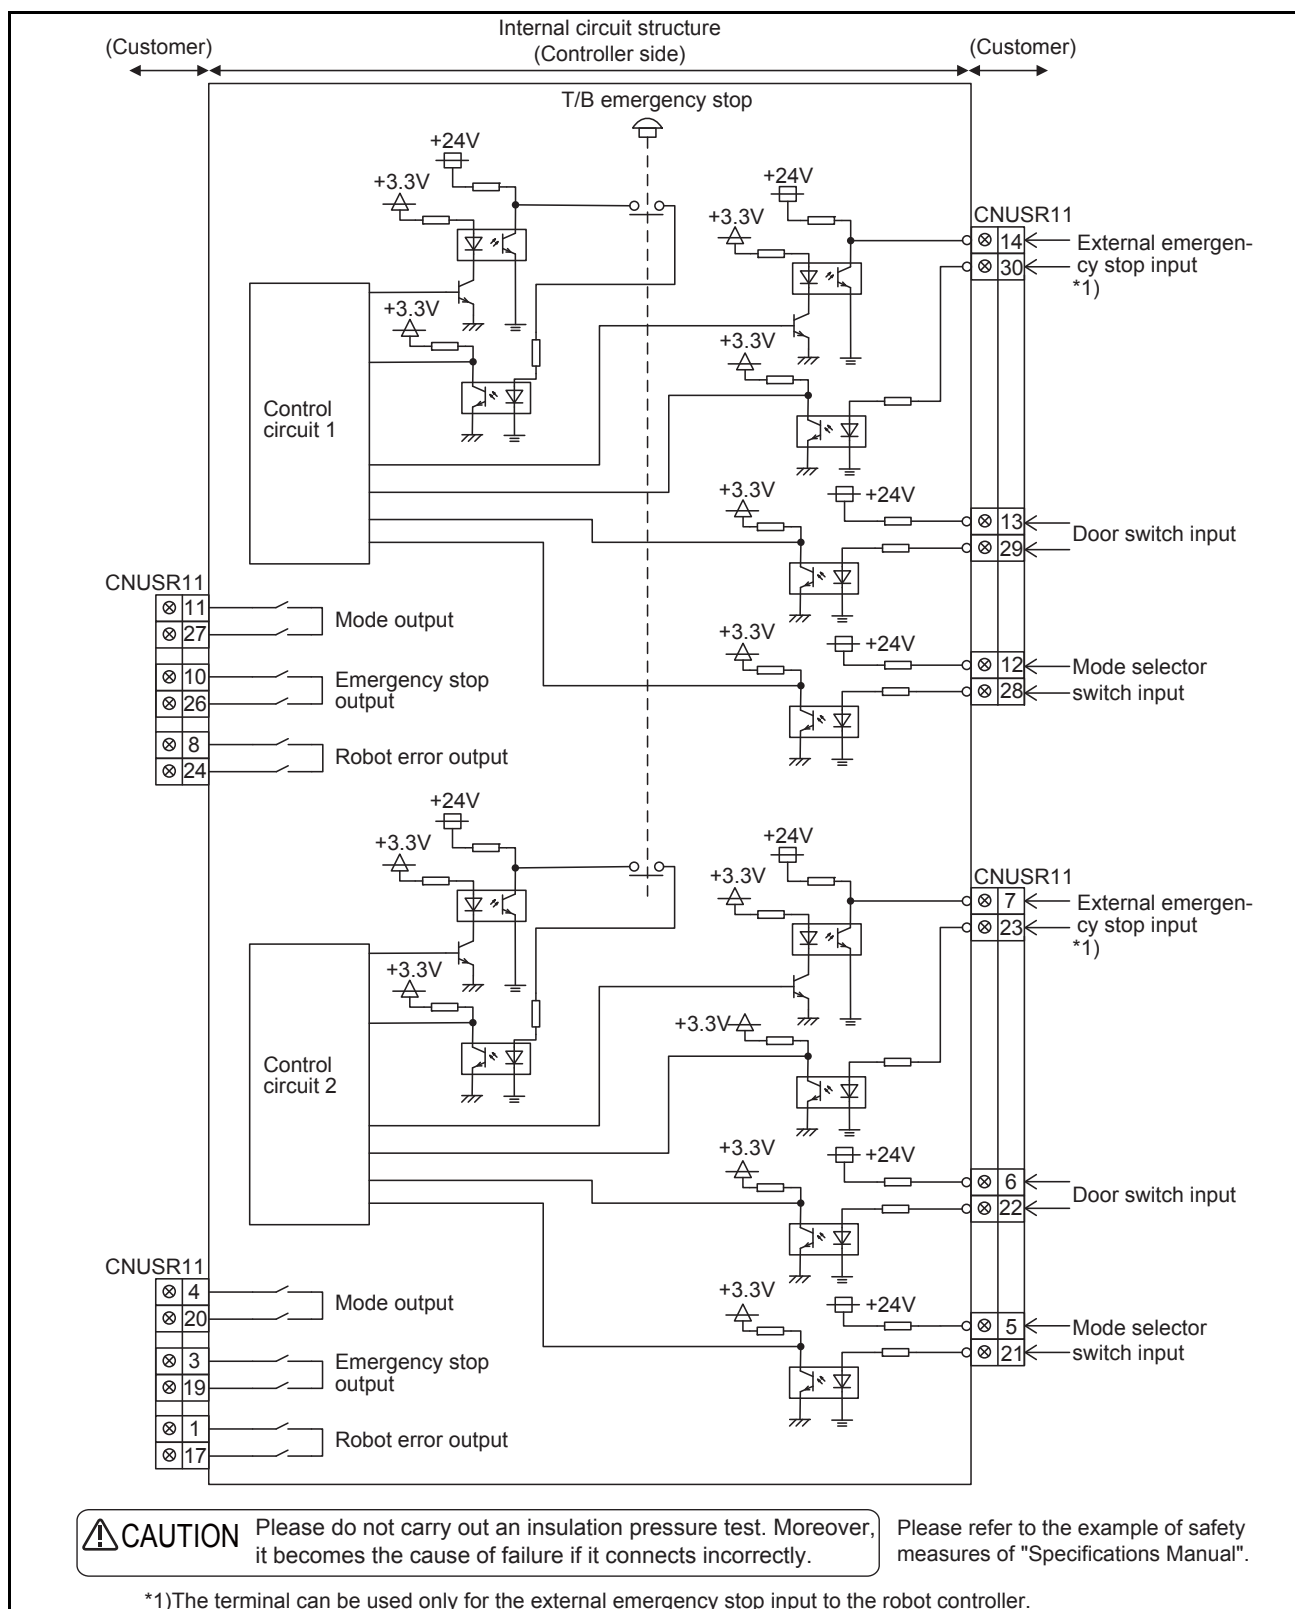 Internal circuit structure
(Controller side)
(Customer)
(Customer)
T/B emergency stop
+24V
+3.3V
+3.3V
+24V
+3.3V
+3.3V
CNUSR11
14
30
External emergen-
cy stop input
*1)
Control
circuit 1
+3.3V
+24V
13
29
Door switch input
CNUSR11
11
27
Mode output
10
26
Emergency stop
output
8
24
Robot error output
+3.3V
+24V
12
28
Mode selector
switch input
+24V
+3.3V
+3.3V
+24V
+3.3V
+3.3V
CNUSR11
7
23
External emergen-
cy stop input
*1)
Control
circuit 2
+3.3V
+24V
6
22
Door switch input
CNUSR11
4
20
Mode output
3
19
Emergency stop
output
1
17
Robot error output
+3.3V
+24V
5
21
Mode selector
switch input
CAUTION
Please do not carry out an insulation pressure test. Moreover,
it becomes the cause of failure if it connects incorrectly.
Please refer to the example of safety
measures of "Specifications Manual".
*1)The terminal can be used only for the external emergency stop input to the robot controller.